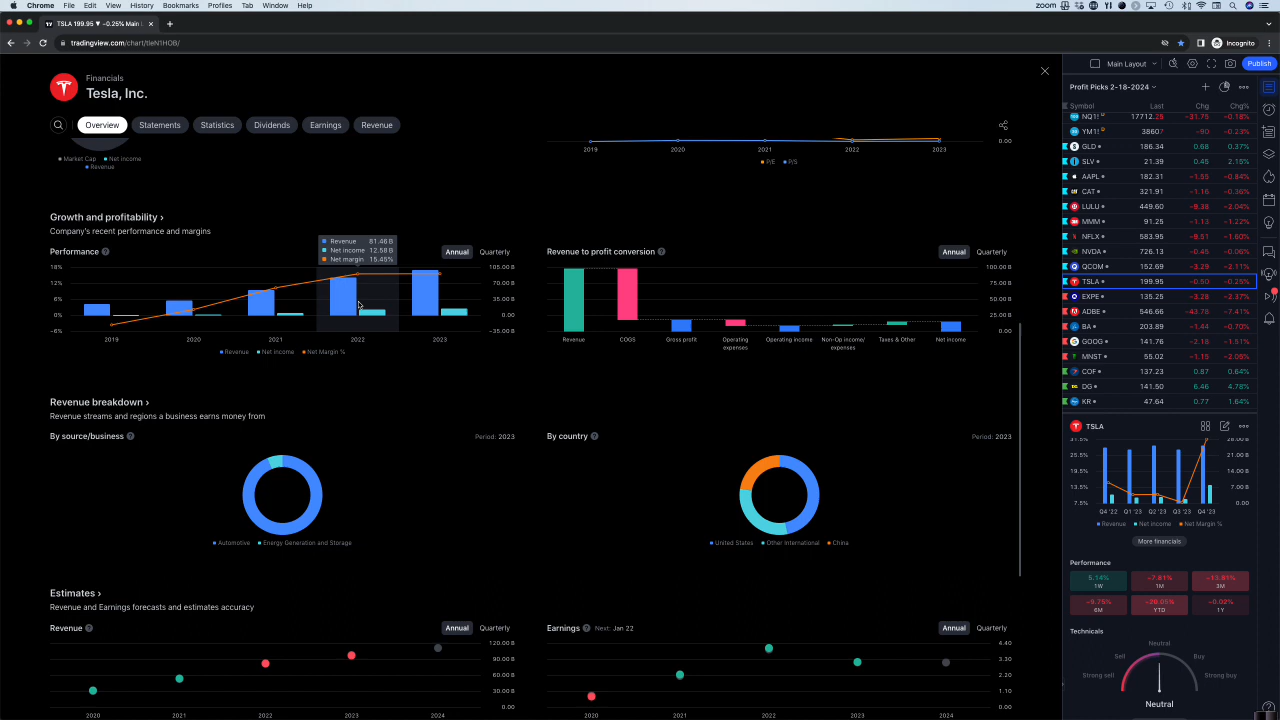 Chrome File Edit View History Bookmarks Profiles Tab Window Help
zoom
TSLA 199.95 ▼ −0.25% Main L
tradingview.com/chart/tIeN1HOB/
Incognito
Financials
Tesla, Inc.
Main Layout
Publish
Overview Statements Statistics Dividends Earnings Revenue
Market Cap Net income
Revenue
0.00
2019 2020 2021 2022 2023
P/E P/S
Growth and profitability ›
Company's recent performance and margins
Performance
Annual Quarterly
Revenue 81.46 B
Net income 12.58 B
Net margin 15.45%
18%
12%
6%
0%
−6%
105.00 B
70.00 B
35.00 B
0.00
−35.00 B
2019 2020 2021 2022 2023
Revenue Net income Net Margin %
Revenue to profit conversion
Annual Quarterly
100.00 B
75.00 B
50.00 B
25.00 B
0.00
Revenue COGS Gross profit Operating expenses Operating income Non-Op income/ expenses Taxes & Other Net income
Revenue breakdown ›
Revenue streams and regions a business earns money from
By source/business
Period: 2023
Automotive Energy Generation and Storage
By country
Period: 2023
United States Other International China
Estimates ›
Revenue and Earnings forecasts and estimates accuracy
Revenue
Annual Quarterly
120.00 B
90.00 B
60.00 B
30.00 B
0.00
2020 2021 2022 2023 2024
Earnings Next: Jan 22
Annual Quarterly
4.40
3.30
2.20
1.10
0.00
2020 2021 2022 2023 2024
Profit Picks 2-18-2024
Symbol Last Chg Chg%
NQ1! 17712.25 −31.75 −0.18%
YM1! 38607 −90 −0.23%
GLD 186.34 0.68 0.37%
SLV 21.39 0.45 2.15%
AAPL 182.31 −1.55 −0.84%
CAT 321.91 −1.16 −0.36%
LULU 449.60 −9.38 −2.04%
MMM 91.25 −1.13 −1.22%
NFLX 583.95 −9.51 −1.60%
NVDA 726.13 −0.45 −0.06%
QCOM 152.69 −3.29 −2.11%
TSLA 199.95 −0.50 −0.25%
EXPE 135.25 −3.28 −2.37%
ADBE 546.66 −43.78 −7.41%
BA 203.89 −1.44 −0.70%
GOOG 141.76 −2.18 −1.51%
MNST 55.02 −1.15 −2.05%
COF 137.23 0.87 0.64%
DG 141.50 6.46 4.78%
KR 47.64 0.77 1.64%
TSLA
31.5%
25.5%
19.5%
13.5%
7.5%
28.00 B
21.00 B
14.00 B
7.00 B
0.00
Q4 '22 Q1 '23 Q2 '23 Q3 '23 Q4 '23
Revenue Net income Net Margin %
More financials
Performance
5.14% −7.81% −13.81%
1W 1M 3M
−9.75% −20.05% −0.02%
6M YTD 1Y
Technicals
Neutral
Sell Buy
Strong sell Strong buy
Neutral